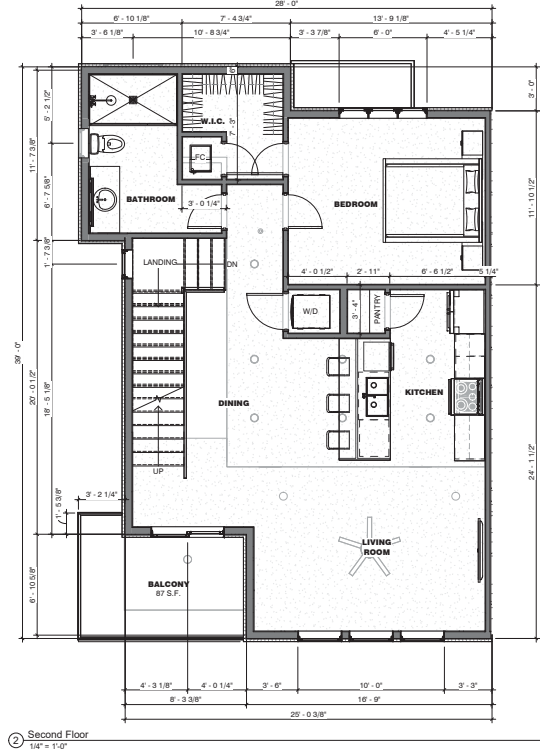 28' - 0"
6' - 10 1/8"
7' - 4 3/4"
13' - 9 1/8"
3' - 6 1/8"
10' - 8 3/4"
3' - 3 7/8"
6' - 0"
4' - 5 1/4"
6"
3' - 0"
5' - 2 1/2"
W.I.C.
7' - 3"
11' - 7 3/8"
FC
6' - 7 5/8"
BATHROOM
3' - 0 1/4"
BEDROOM
11' - 10 1/2"
1' - 7 3/8"
LANDING
DN
4' - 0 1/2"
2' - 11"
6' - 6 1/2"
5 1/4"
W/D
3' - 4"
PANTRY
39' - 0"
20' - 0 1/2"
18' - 5 1/8"
DINING
KITCHEN
24' - 1 1/2"
UP
3' - 2 1/4"
1' - 5 3/8"
LIVING
ROOM
BALCONY
87 S.F.
6' - 10 5/8"
4' - 3 1/8"
4' - 0 1/4"
3' - 6"
10' - 0"
3' - 3"
8' - 3 3/8"
16' - 9"
25' - 0 3/8"
2 Second Floor
1/4" = 1'-0"